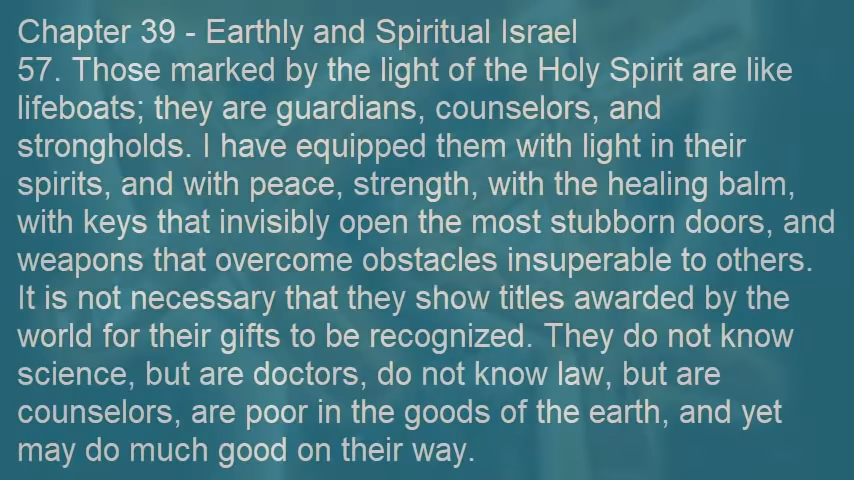 Chapter 39 - Earthly and Spiritual Israel
57. Those marked by the light of the Holy Spirit are like
lifeboats; they are guardians, counselors, and
strongholds. I have equipped them with light in their
spirits, and with peace, strength, with the healing balm,
with keys that invisibly open the most stubborn doors, and
weapons that overcome obstacles insuperable to others.
It is not necessary that they show titles awarded by the
world for their gifts to be recognized. They do not know
science, but are doctors, do not know law, but are
counselors, are poor in the goods of the earth, and yet
may do much good on their way.